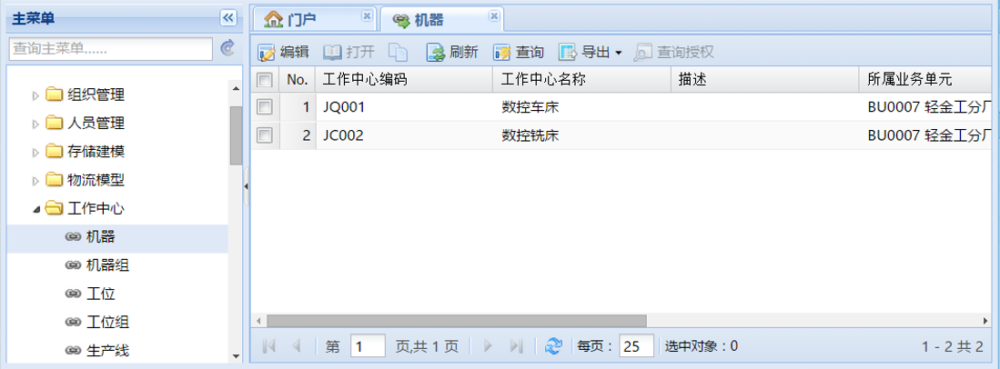 主菜单
查询主菜单......
组织管理
人员管理
存储建模
物流模型
工作中心
机器
机器组
工位
工位组
生产线
门户 机器
编辑 打开 刷新 查询 导出 查询授权
No. 工作中心编码 工作中心名称 描述 所属业务单元
1 JQ001 数控车床 BU0007 轻金工分厂
2 JC002 数控铣床 BU0007 轻金工分厂
第 1 页,共 1 页 每页：25 选中对象：0 1 - 2 共 2